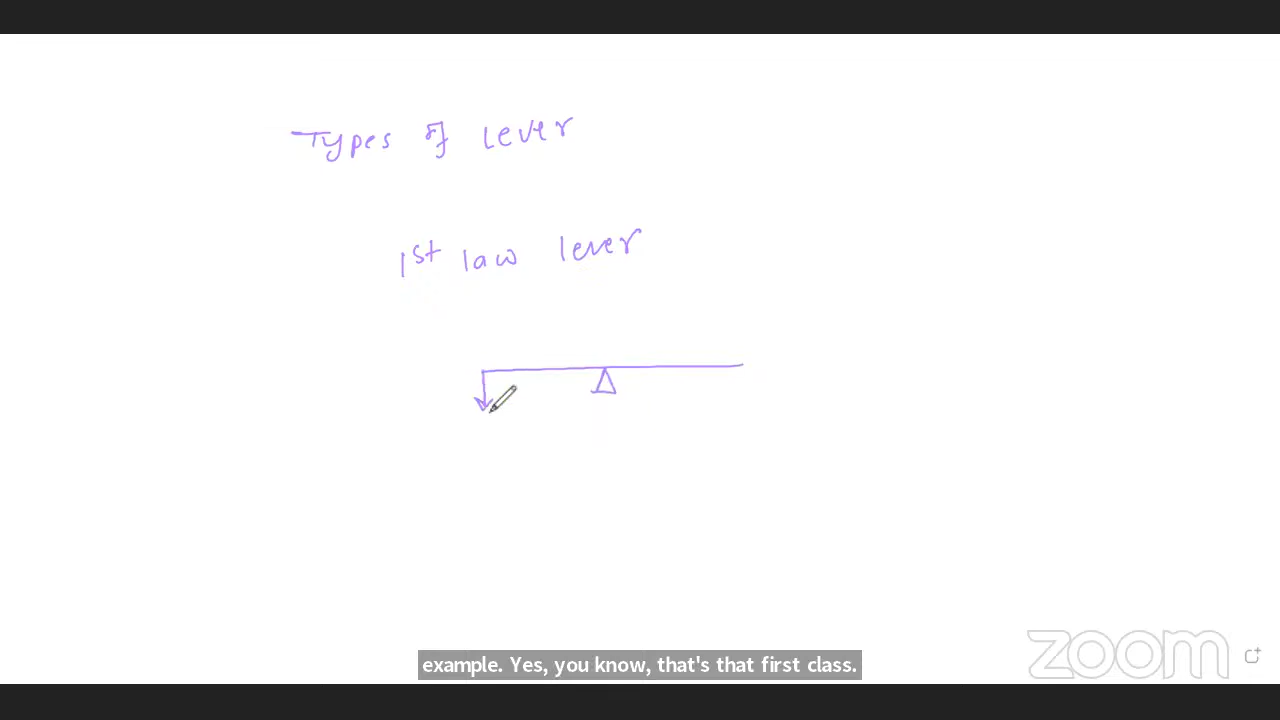 Types of lever
1st law lever
example. Yes, you know, that's that first class.
zoom